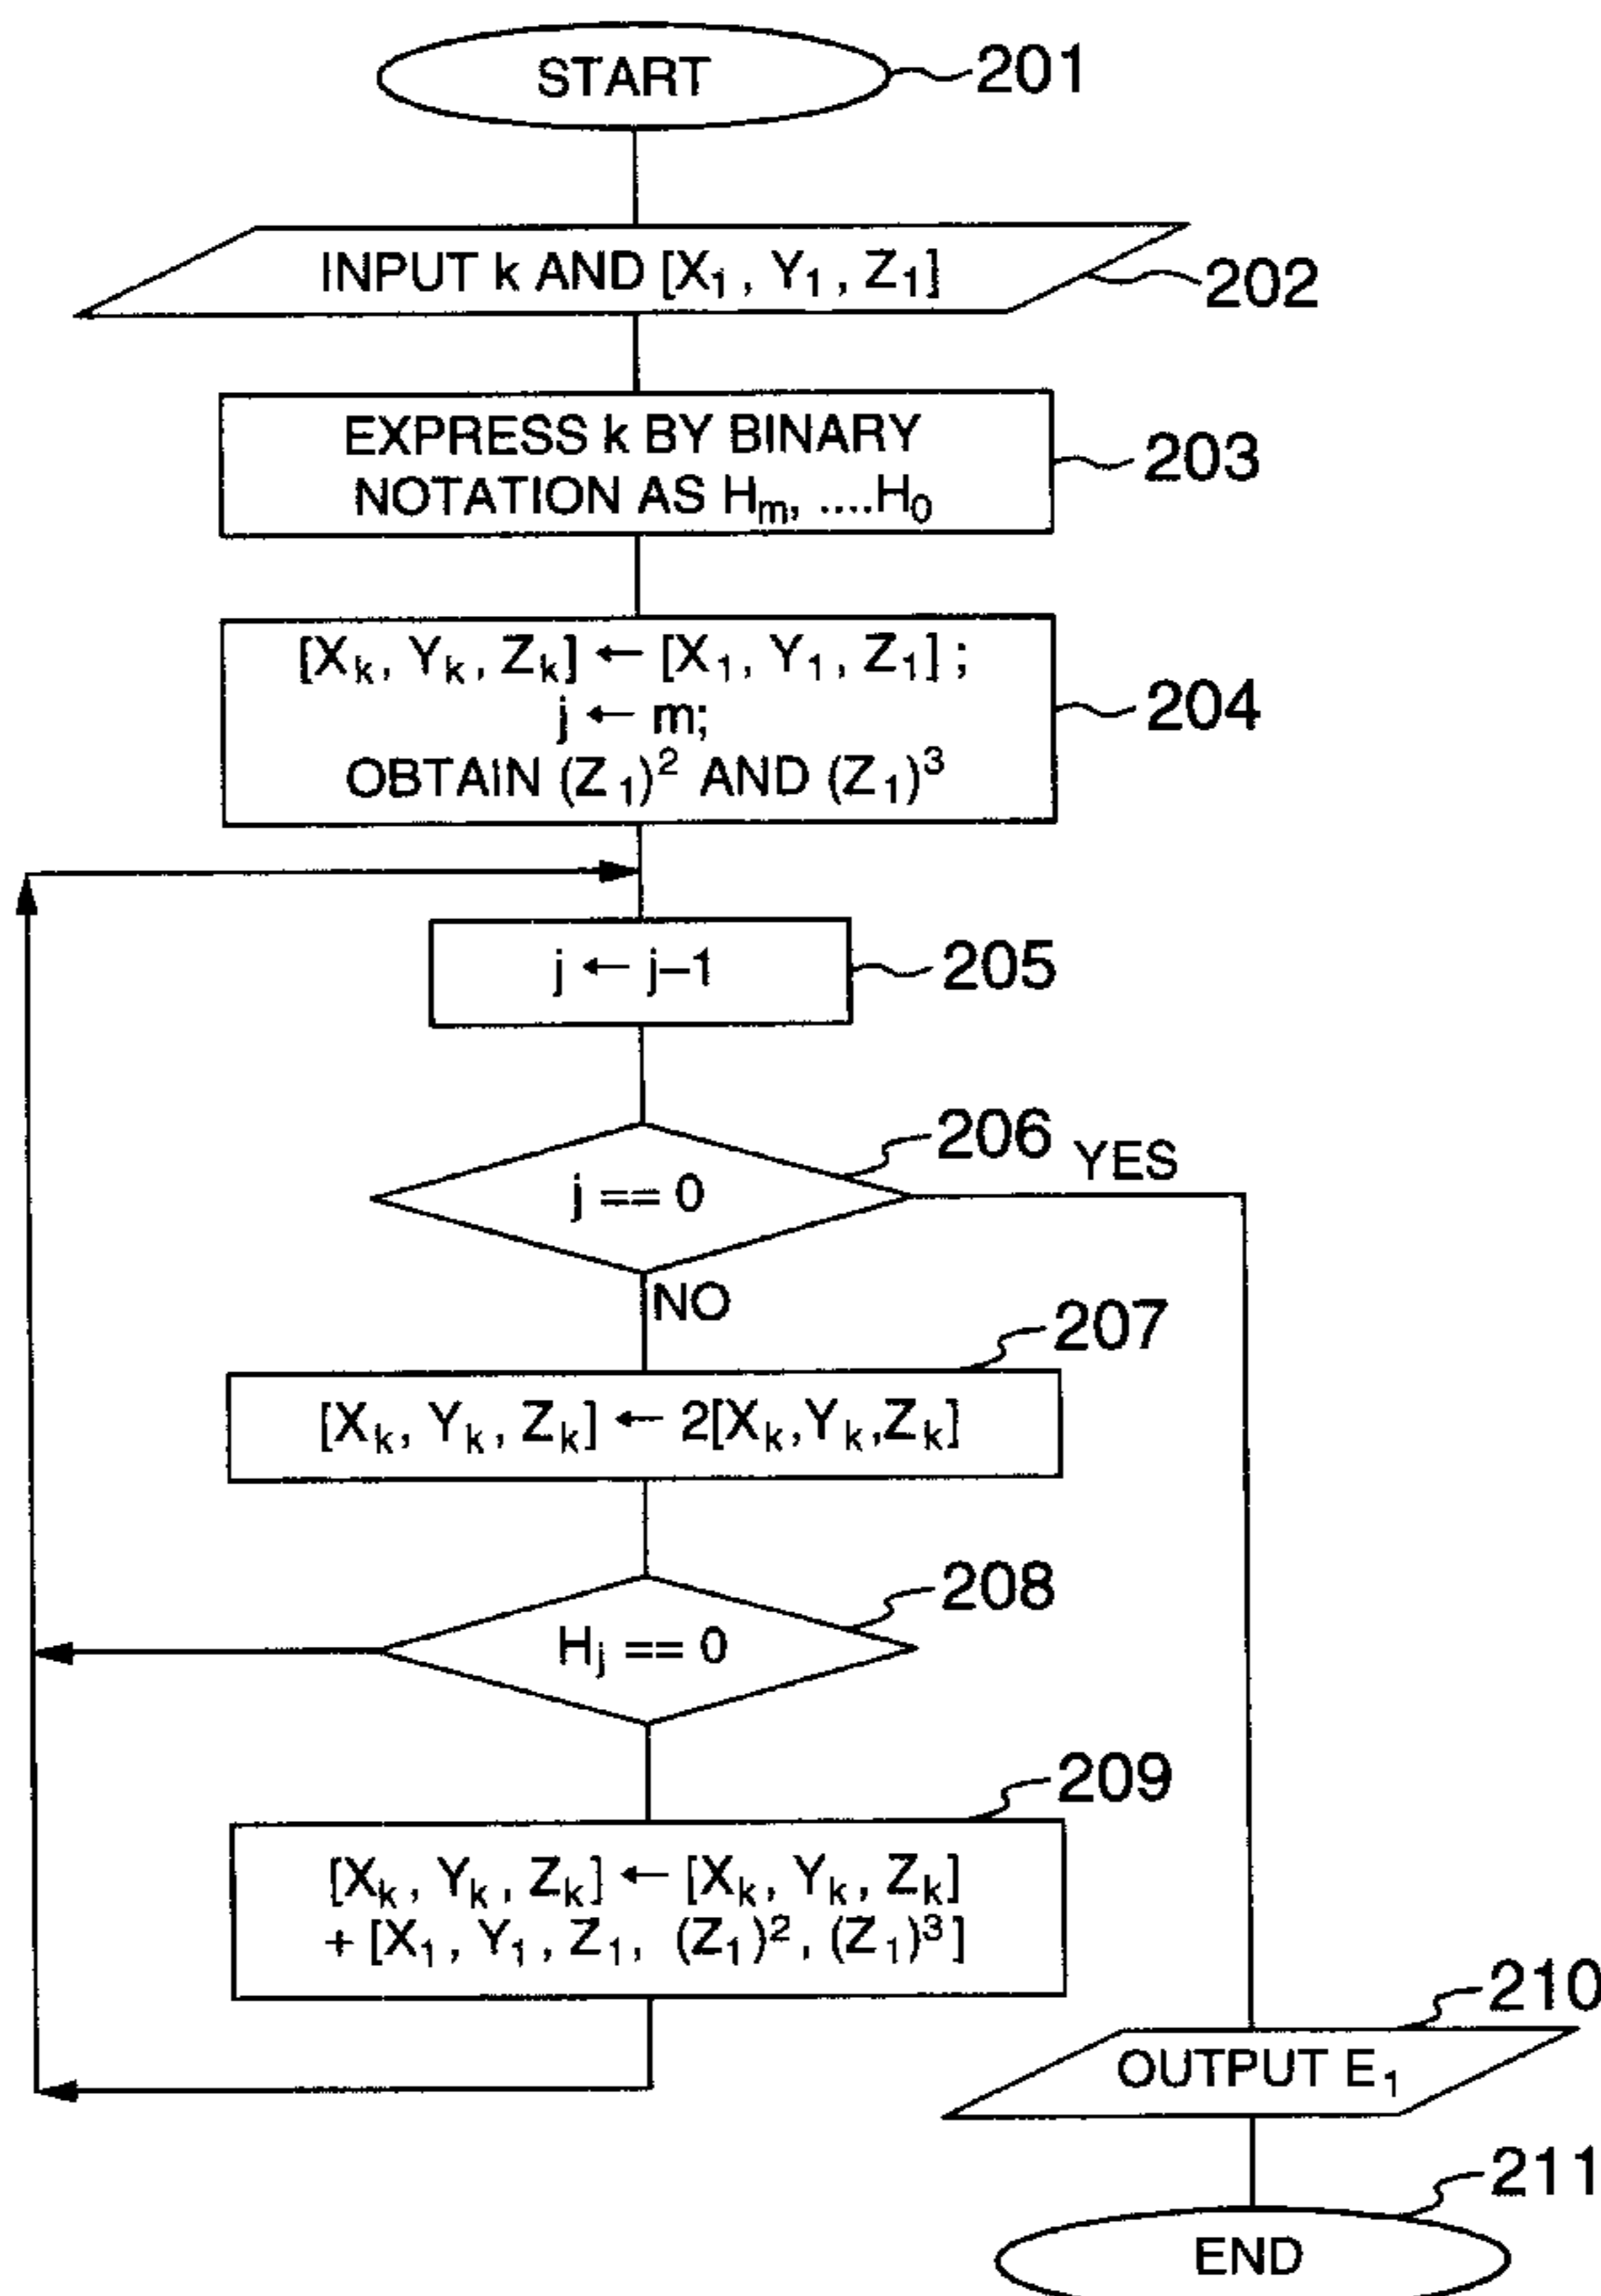 START
201
INPUT k AND [X₁, Y₁, Z₁]
202
EXPRESS k BY BINARY
NOTATION AS Hₘ, ....H₀
203
[Xₖ, Yₖ, Zₖ] ← [X₁, Y₁, Z₁] ;
j ← m;
OBTAIN (Z₁)² AND (Z₁)³
204
j ← j–1
205
206
YES
j == 0
NO
207
[Xₖ, Yₖ, Zₖ] ← 2[Xₖ,Yₖ,Zₖ]
208
Hⱼ == 0
209
[Xₖ, Yₖ, Zₖ] ← [Xₖ, Yₖ, Zₖ]
+ [X₁, Y₁, Z₁, (Z₁)², (Z₁)³]
210
OUTPUT E₁
211
END